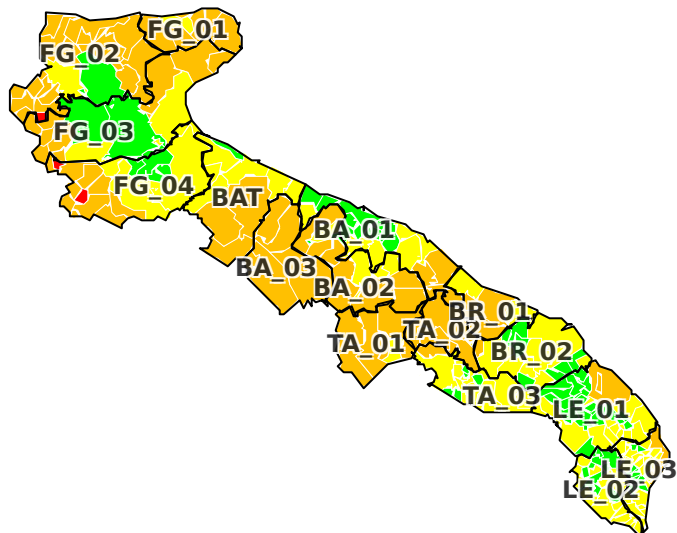 FG_01
FG_02
FG_03
FG_04
BAT
BA_01
BA_03
BA_02
BR_01
TA_02
TA_01
BR_02
TA_03
LE_01
LE_03
LE_02